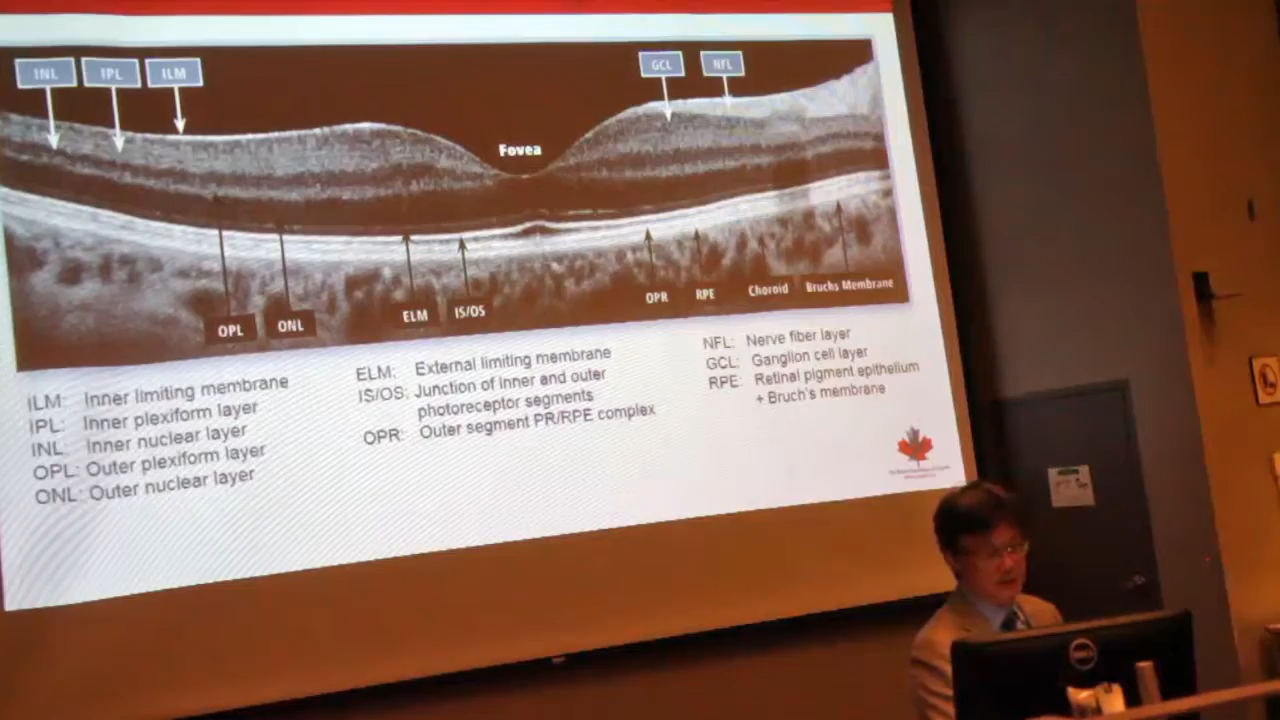 INL
IPL
ILM
GCL
NFL
Fovea
OPL
ONL
ELM
IS/OS
OPR
RPE
Choroid
Bruchs Membrane
ILM: Inner limiting membrane
IPL: Inner plexiform layer
INL: Inner nuclear layer
OPL: Outer plexiform layer
ONL: Outer nuclear layer
ELM: External limiting membrane
IS/OS: Junction of inner and outer
photoreceptor segments
OPR: Outer segment PR/RPE complex
NFL: Nerve fiber layer
GCL: Ganglion cell layer
RPE: Retinal pigment epithelium
+ Bruch's membrane
DELL